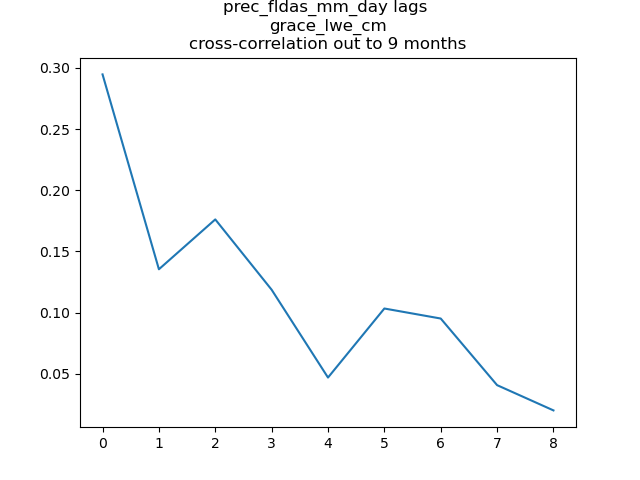 prec_fldas_mm_day lags
grace_lwe_cm
cross-correlation out to 9 months
0.30
0.25
0.20
0.15
0.10
0.05
0 1 2 3 4 5 6 7 8